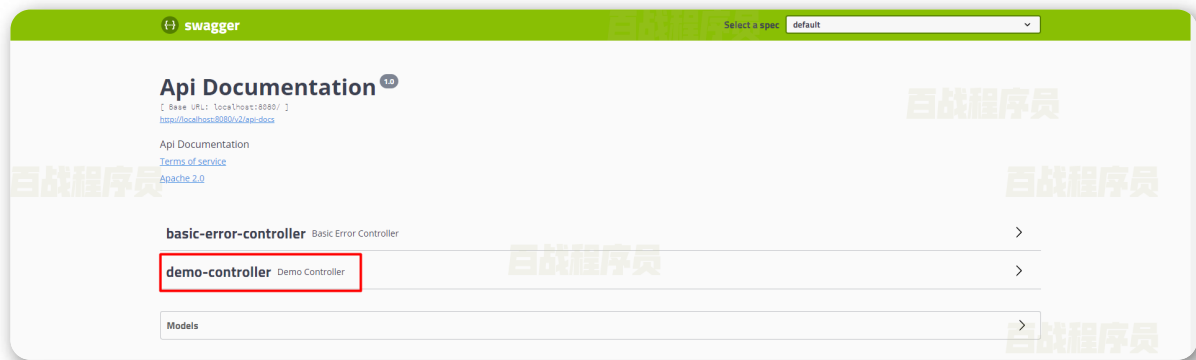 swagger
Select a spec default
百战程序员
Api Documentation 1.0
[ Base URL: localhost:8080/ ]
http://localhost:8080/v2/api-docs
百战程序员
Api Documentation
Terms of service
Apache 2.0
百战程序员
百战程序员
basic-error-controller Basic Error Controller
demo-controller Demo Controller
百战程序员
Models
百战程序员